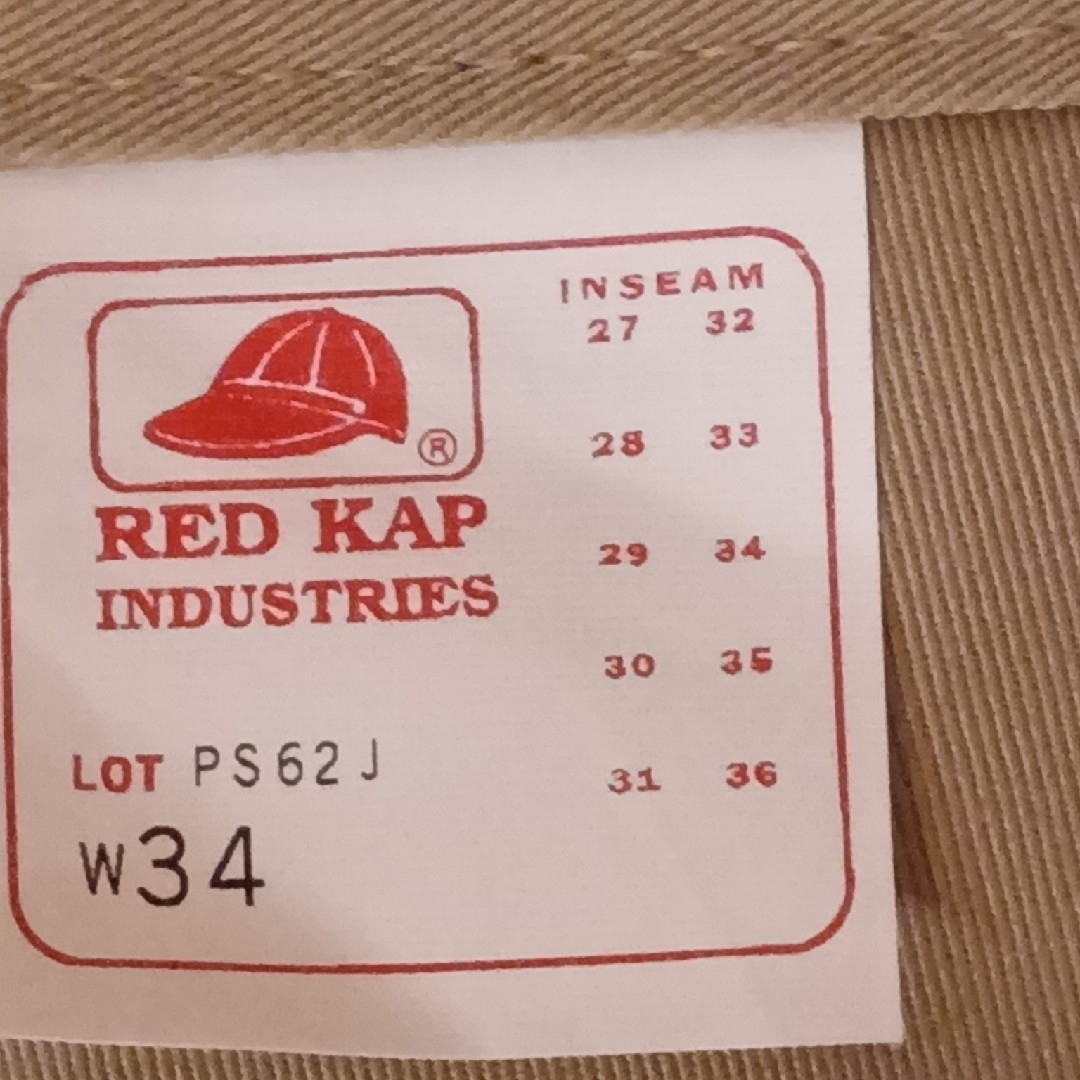 ®
RED KAP
INDUSTRIES
LOT PS62J
W34
INSEAM
27 32
28 33
29 34
30 35
31 36